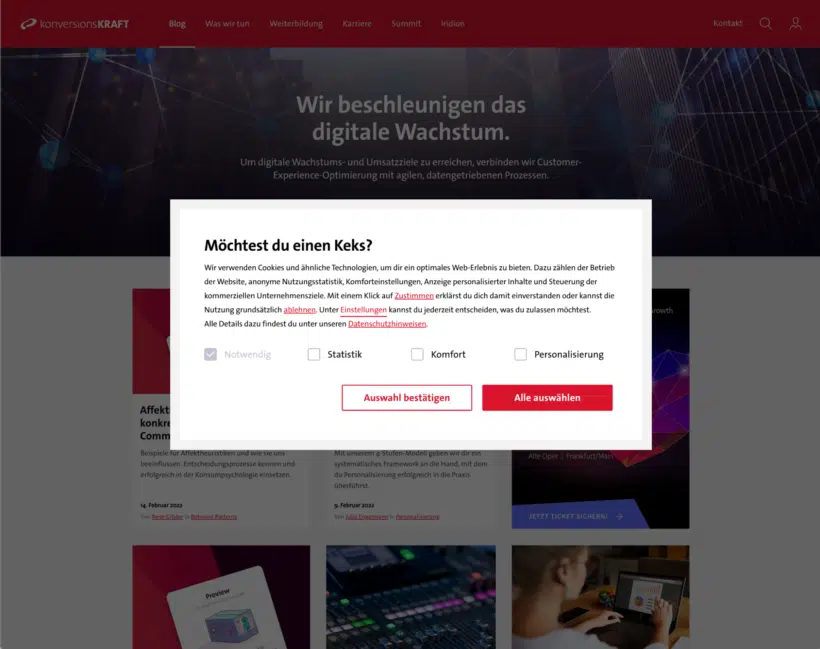 konversionsKRAFT
Blog Was wir tun Weiterbildung Karriere Summit Iridion Kontakt
Wir beschleunigen das
digitale Wachstum.
Um digitale Wachstums- und Umsatzziele zu erreichen, verbinden wir Customer-
Experience-Optimierung mit agilen, datengetriebenen Prozessen.
Möchtest du einen Keks?
Wir verwenden Cookies und ähnliche Technologien, um dir ein optimales Web-Erlebnis zu bieten. Dazu zählen der Betrieb
der Website, anonyme Nutzungsstatistik, Komforteinstellungen, Anzeige personalisierter Inhalte und Steuerung der
kommerziellen Unternehmensziele. Mit einem Klick auf Zustimmen erklärst du dich damit einverstanden oder kannst die
Nutzung grundsätzlich ablehnen. Unter Einstellungen kannst du jederzeit entscheiden, was du zulassen möchtest.
Alle Details dazu findest du unter unseren Datenschutzhinweisen.
Notwendig Statistik Komfort Personalisierung
Auswahl bestätigen Alle auswählen
rowth
Affekt
konkre
Comm
Beispiele für Affektheuristiken und wie sie uns
beeinflussen. Entscheidungsprozesse kennen und
erfolgreich in der Konsumpsychologie einsetzen.
14. Februar 2022
Von René Gilster in Behavior Patterns
Mit unserem 9-Stufen-Modell geben wir dir ein
systematisches Framework an die Hand, mit dem
du Personalisierung erfolgreich in die Praxis
überführst.
9. Februar 2022
Von Julia Engelmann in Personalisierung
Alte Oper | Frankfurt/Main
JETZT TICKET SICHERN!
Preview